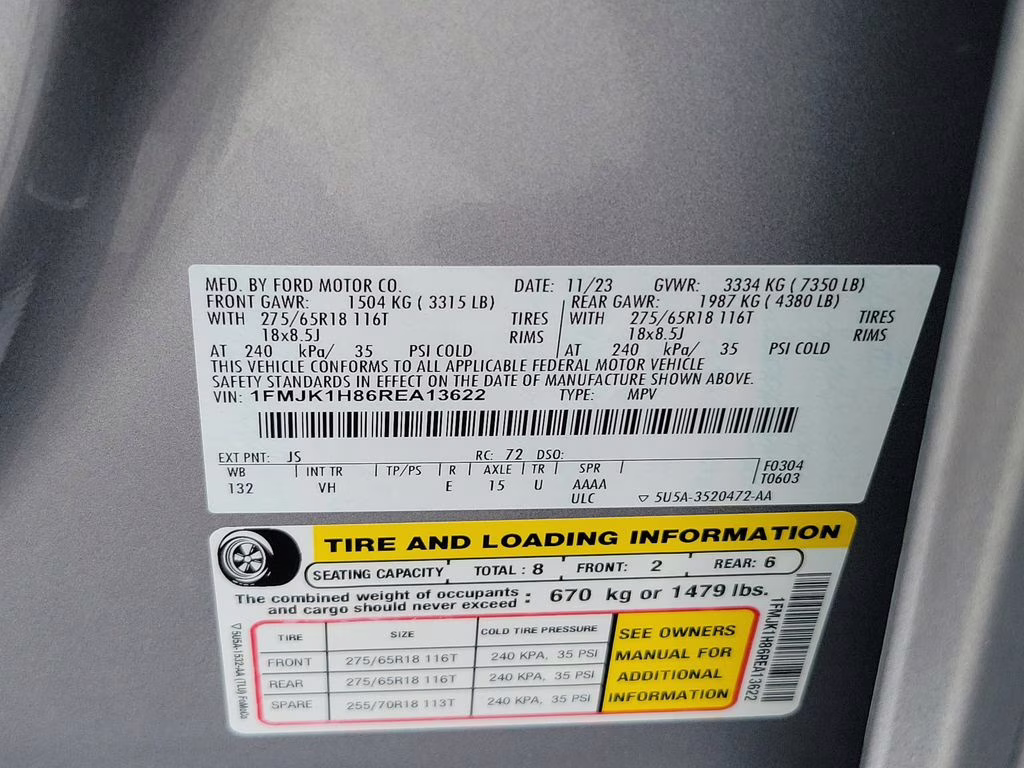 MFD. BY FORD MOTOR CO. DATE: 11/23 GVWR: 3334 KG ( 7350 LB)
FRONT GAWR: 1504 KG ( 3315 LB) REAR GAWR: 1987 KG ( 4380 LB)
WITH 275/65R18 116T TIRES WITH 275/65R18 116T TIRES
18x8.5J RIMS 18x8.5J RIMS
AT 240 kPa/ 35 PSI COLD AT 240 kPa/ 35 PSI COLD
THIS VEHICLE CONFORMS TO ALL APPLICABLE FEDERAL MOTOR VEHICLE
SAFETY STANDARDS IN EFFECT ON THE DATE OF MANUFACTURE SHOWN ABOVE.
VIN: 1FMJK1H86REA13622 TYPE: MPV
EXT PNT: JS RC: 72 DSO:
WB INT TR TP/PS R AXLE TR SPR F0304
132 VH E 15 U AAAA T0603
ULC ▽ 5U5A-3520472-AA
TIRE AND LOADING INFORMATION
SEATING CAPACITY TOTAL : 8 FRONT: 2 REAR: 6
The combined weight of occupants
and cargo should never exceed : 670 kg or 1479 lbs.
TIRE SIZE COLD TIRE PRESSURE
FRONT 275/65R18 116T 240 KPA, 35 PSI
REAR 275/65R18 116T 240 KPA, 35 PSI
SPARE 255/70R18 113T 240 KPA, 35 PSI
SEE OWNERS
MANUAL FOR
ADDITIONAL
INFORMATION
1FMJK1H86REA13622
▽ 5U5A-1532-AA (TLU) FoMoCo